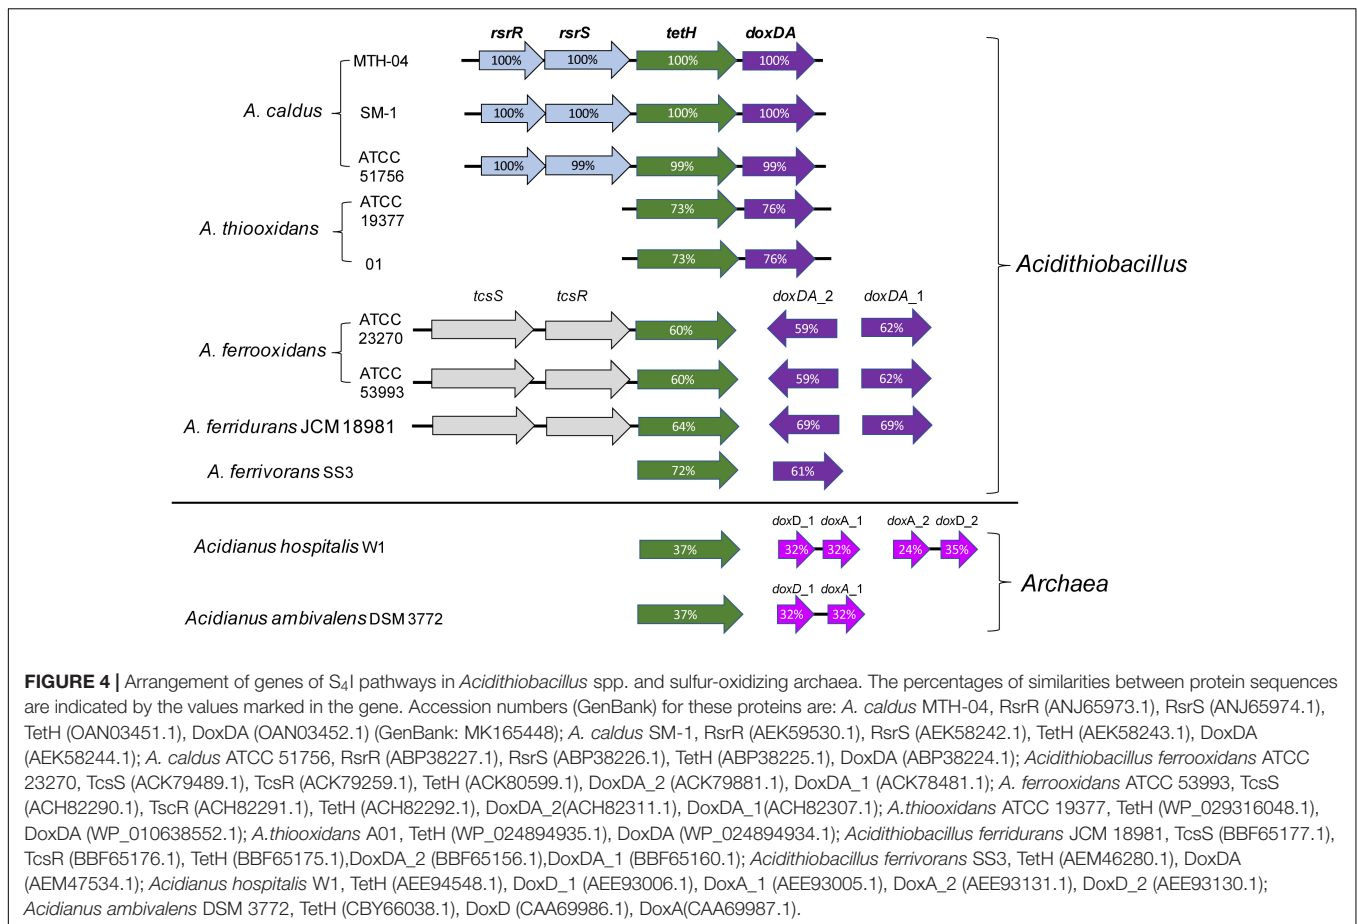 rsrR rsrS tetH doxDA
MTH-04 100% 100% 100% 100%
A. caldus SM-1 100% 100% 100% 100%
ATCC
51756 100% 99% 99% 99%
ATCC
19377 73% 76%
A. thiooxidans
01 73% 76%
Acidithiobacillus
tcsS tcsR doxDA_2 doxDA_1
ATCC
23270 60% 59% 62%
A. ferrooxidans
ATCC
53993 60% 59% 62%
A. ferridurans JCM 18981 64% 69% 69%
A. ferrivorans SS3 72% 61%
doxD_1 doxA_1 doxA_2 doxD_2
Acidianus hospitalis W1 37% 32% 32% 24% 35%
Archaea
doxD_1 doxA_1
Acidianus ambivalens DSM 3772 37% 32% 32%
FIGURE 4 | Arrangement of genes of S4I pathways in Acidithiobacillus spp. and sulfur-oxidizing archaea. The percentages of similarities between protein sequences
are indicated by the values marked in the gene. Accession numbers (GenBank) for these proteins are: A. caldus MTH-04, RsrR (ANJ65973.1), RsrS (ANJ65974.1),
TetH (OAN03451.1), DoxDA (OAN03452.1) (GenBank: MK165448); A. caldus SM-1, RsrR (AEK59530.1), RsrS (AEK58242.1), TetH (AEK58243.1), DoxDA
(AEK58244.1); A. caldus ATCC 51756, RsrR (ABP38227.1), RsrS (ABP38226.1), TetH (ABP38225.1), DoxDA (ABP38224.1); Acidithiobacillus ferrooxidans ATCC
23270, TcsS (ACK79489.1), TcsR (ACK79259.1), TetH (ACK80599.1), DoxDA_2 (ACK79881.1), DoxDA_1 (ACK78481.1); A. ferrooxidans ATCC 53993, TcsS
(ACH82290.1), TscR (ACH82291.1), TetH (ACH82292.1), DoxDA_2(ACH82311.1), DoxDA_1(ACH82307.1); A.thiooxidans ATCC 19377, TetH (WP_029316048.1),
DoxDA (WP_010638552.1); A.thiooxidans A01, TetH (WP_024894935.1), DoxDA (WP_024894934.1); Acidithiobacillus ferridurans JCM 18981, TcsS (BBF65177.1),
TcsR (BBF65176.1), TetH (BBF65175.1),DoxDA_2 (BBF65156.1),DoxDA_1 (BBF65160.1); Acidithiobacillus ferrivorans SS3, TetH (AEM46280.1), DoxDA
(AEM47534.1); Acidianus hospitalis W1, TetH (AEE94548.1), DoxD_1 (AEE93006.1), DoxA_1 (AEE93005.1), DoxA_2 (AEE93131.1), DoxD_2 (AEE93130.1);
Acidianus ambivalens DSM 3772, TetH (CBY66038.1), DoxD (CAA69986.1), DoxA(CAA69987.1).